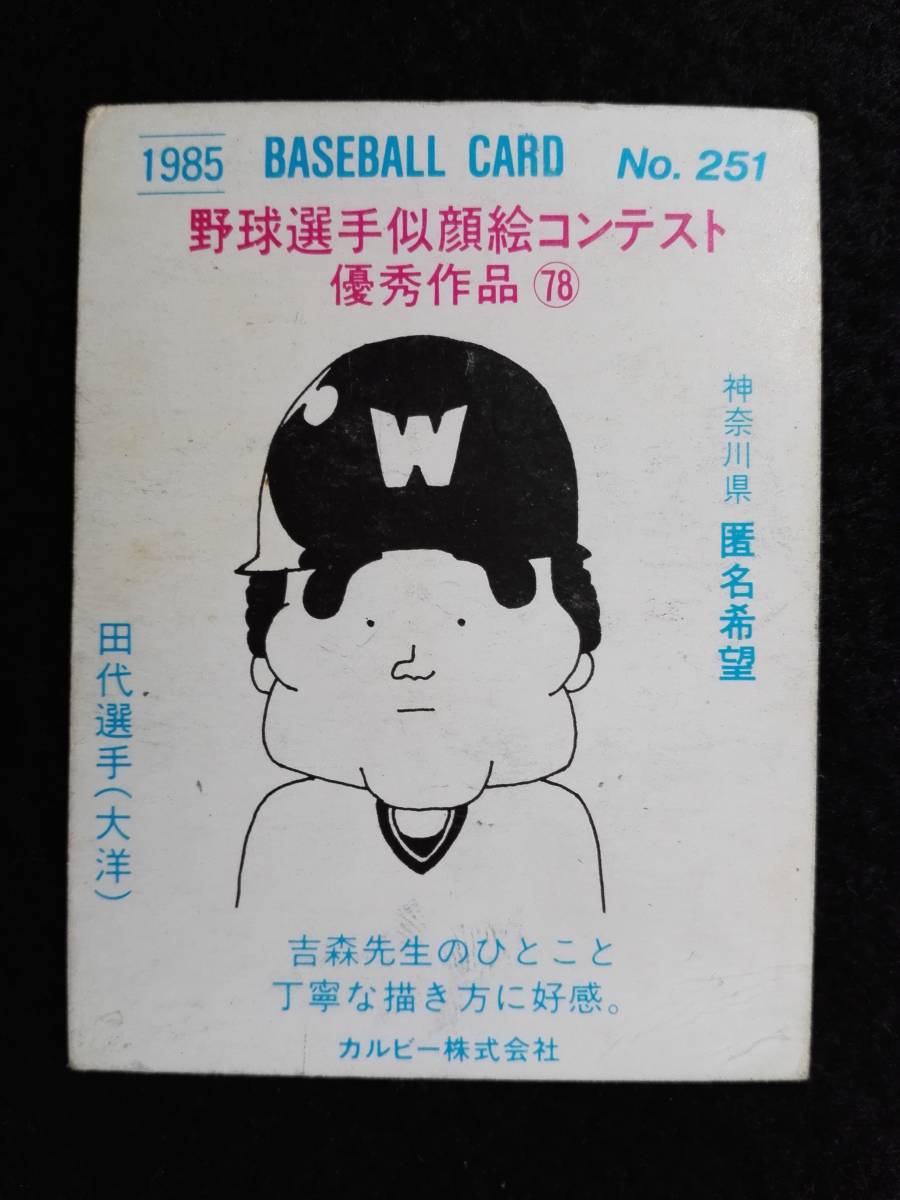 1985 BASEBALL CARD No. 251
野球選手似顔絵コンテスト
優秀作品 78
W
神奈川県 匿名希望
田代選手(大洋)
吉森先生のひとこと
丁寧な描き方に好感。
カルビー株式会社